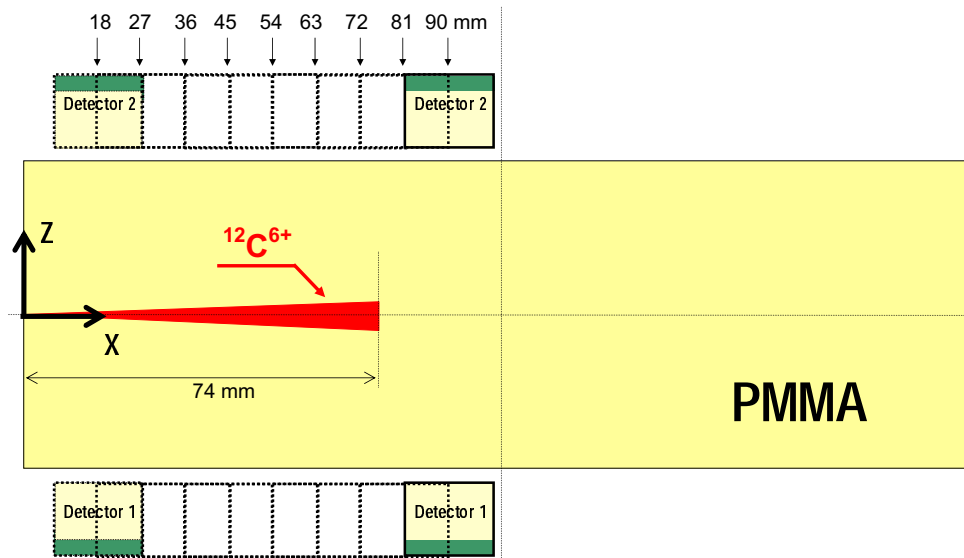 18 27 36 45 54 63 72 81 90 mm
Detector 2 Detector 2
Z
¹²C⁶⁺
X
74 mm
PMMA
Detector 1 Detector 1